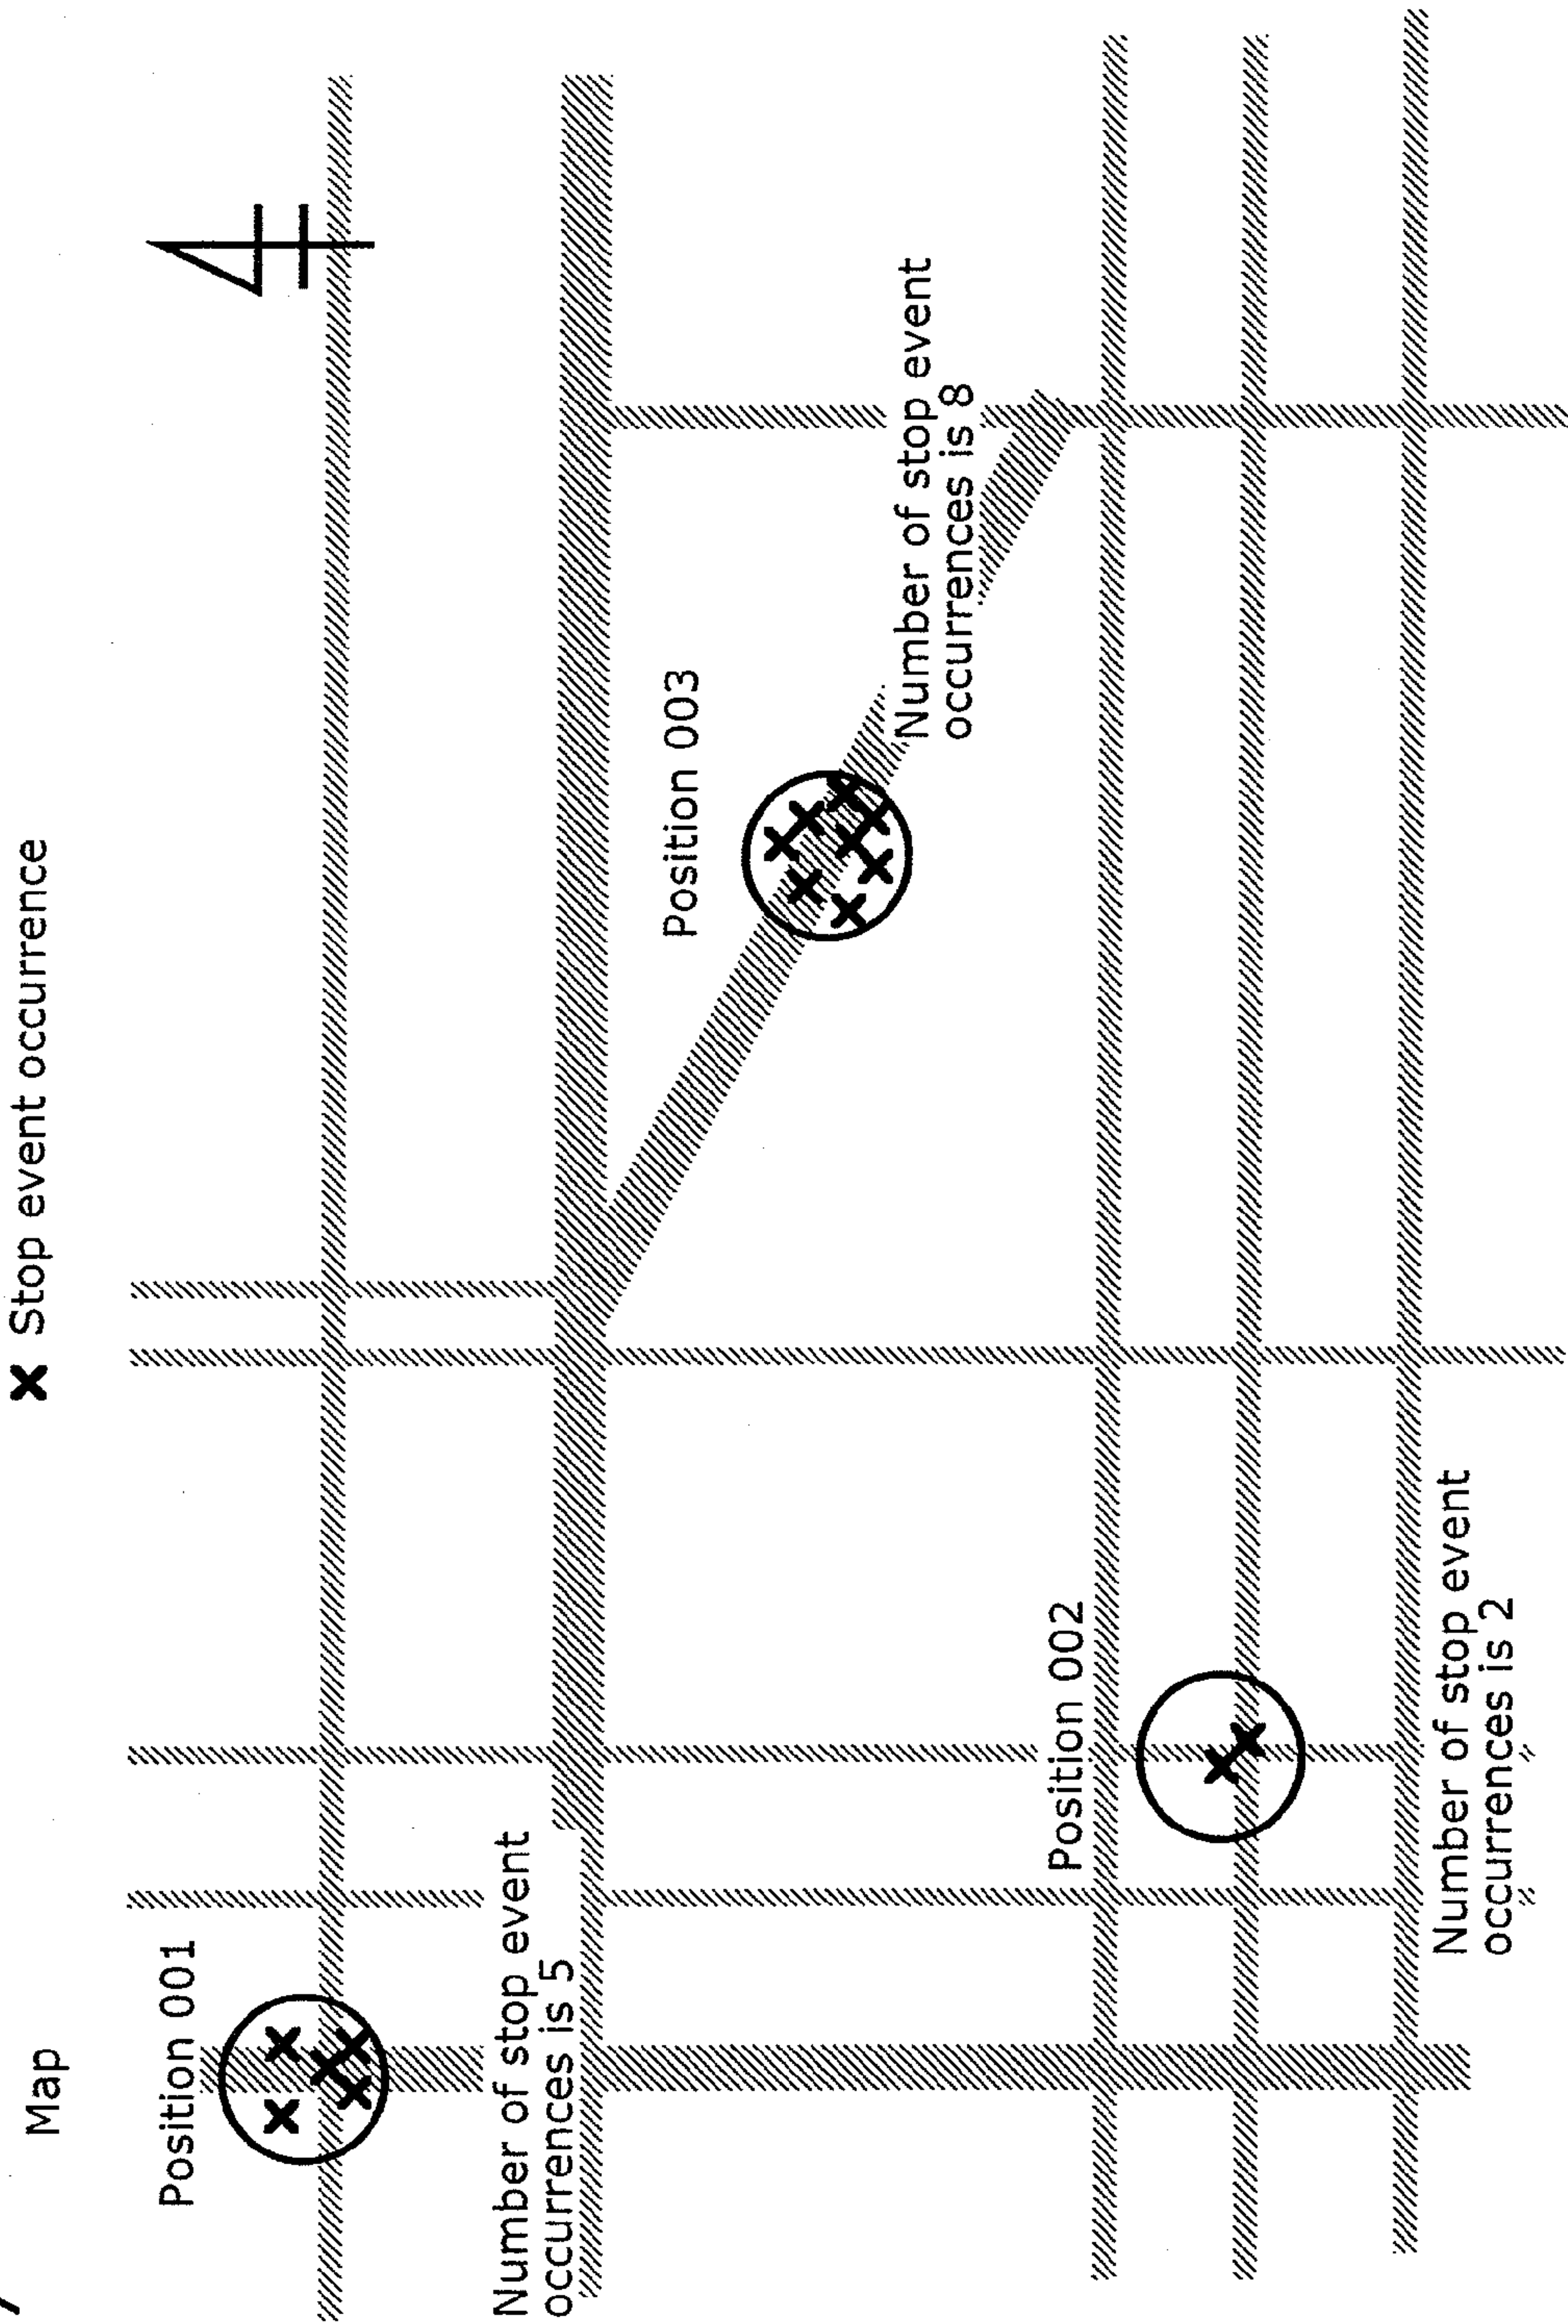 Map
✗ Stop event occurrence
Position 001
Number of stop event
occurrences is 5
Position 003
Number of stop event
occurrences is 8
Position 002
Number of stop event
occurrences is 2